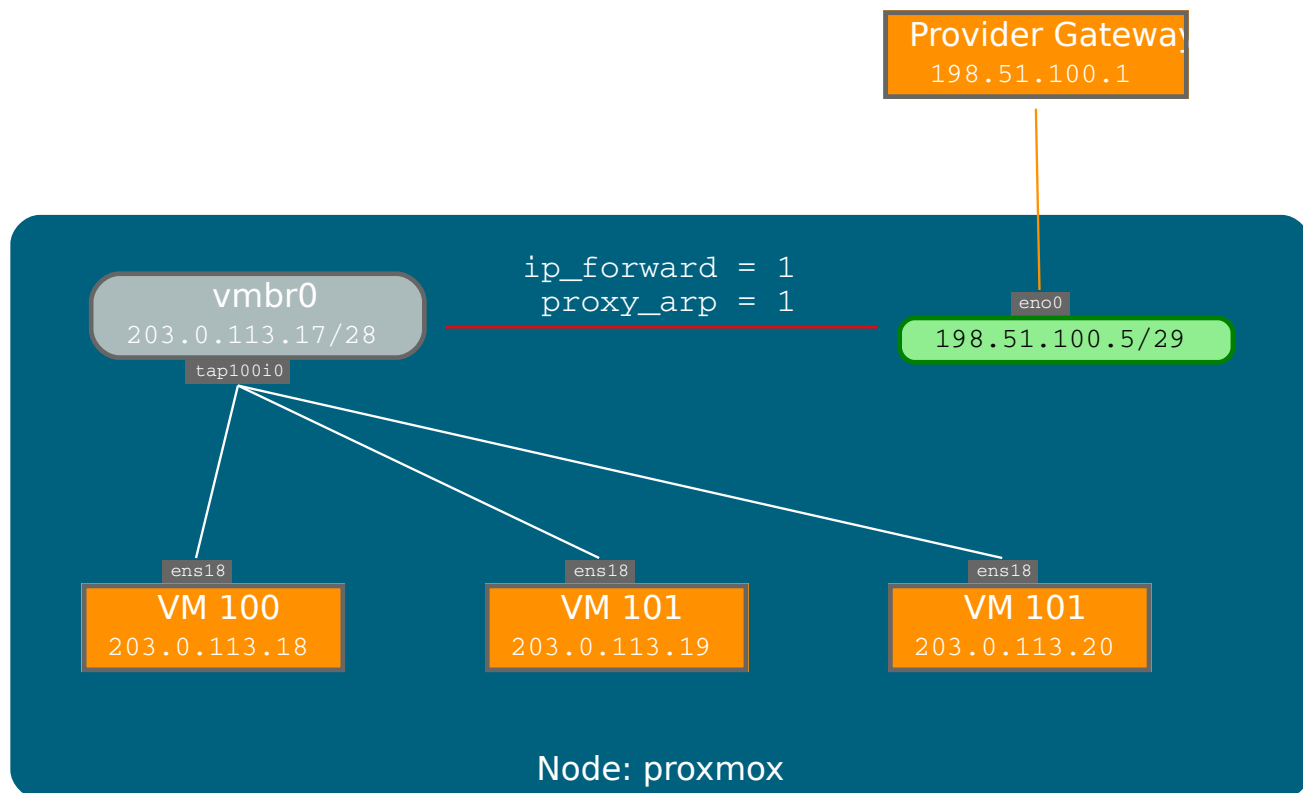 Provider Gateway
198.51.100.1
ip_forward = 1
proxy_arp = 1
vmbr0
203.0.113.17/28
tap100i0
eno0
198.51.100.5/29
ens18
VM 100
203.0.113.18
ens18
VM 101
203.0.113.19
ens18
VM 101
203.0.113.20
Node: proxmox